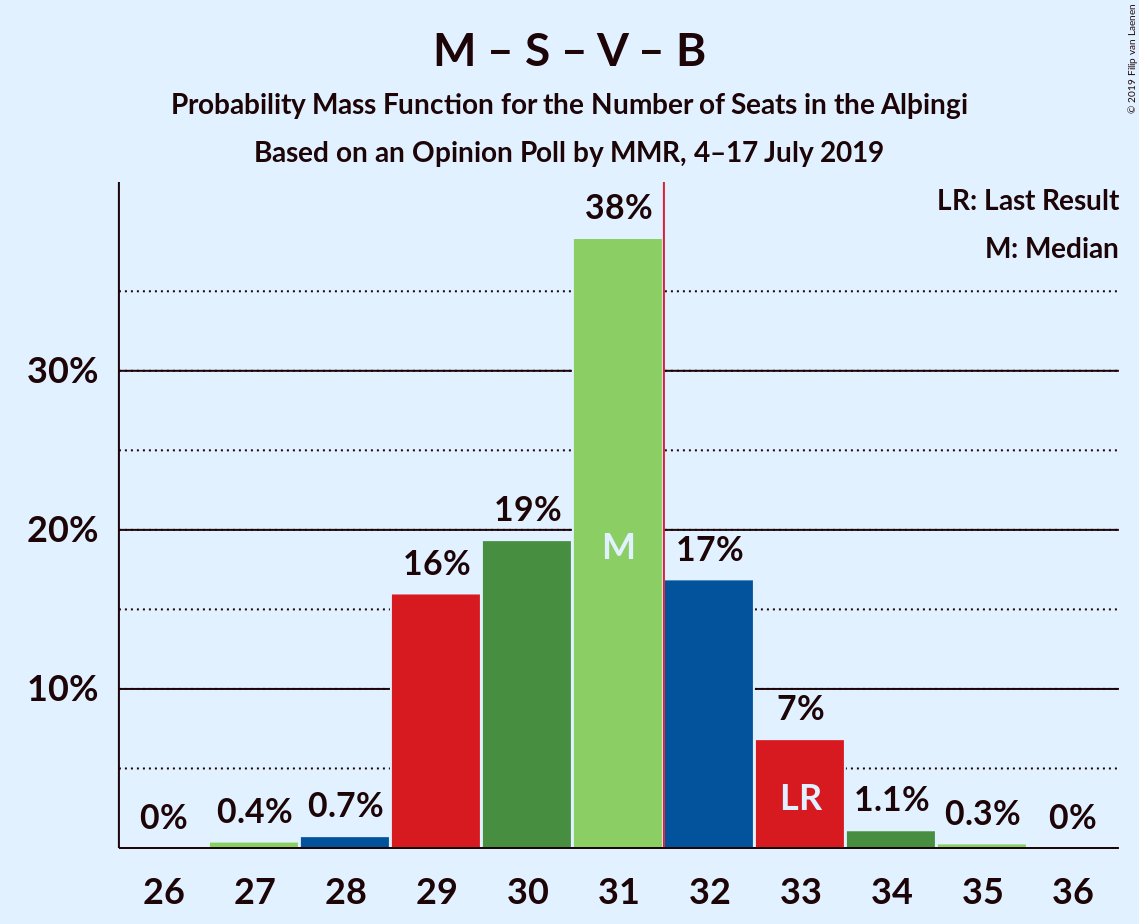 M – S – V – B
Probability Mass Function for the Number of Seats in the Alþingi
Based on an Opinion Poll by MMR, 4–17 July 2019
© 2019 Filip van Laenen
LR: Last Result
M: Median
38%
30%
19%
20%
M
17%
16%
10%
7%
LR
0%
0.4%
0.7%
1.1%
0.3%
0%
26 27 28 29 30 31 32 33 34 35 36